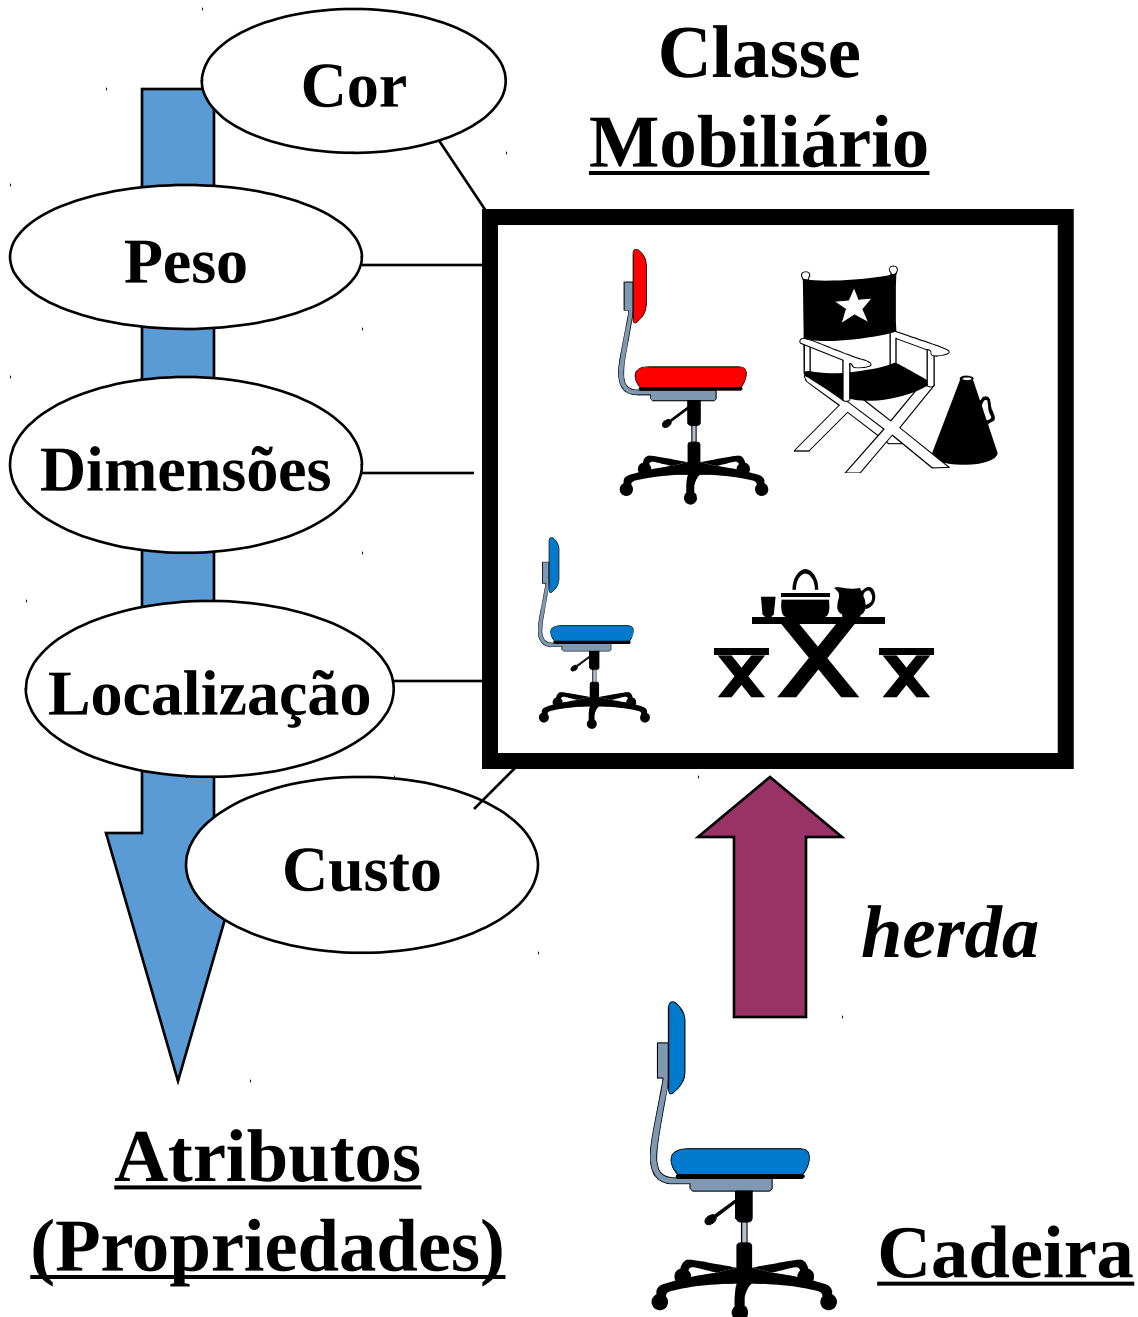 Cor
Classe
Mobiliário
Peso
Dimensões
Localização
Custo
herda
Atributos
(Propriedades)
Cadeira